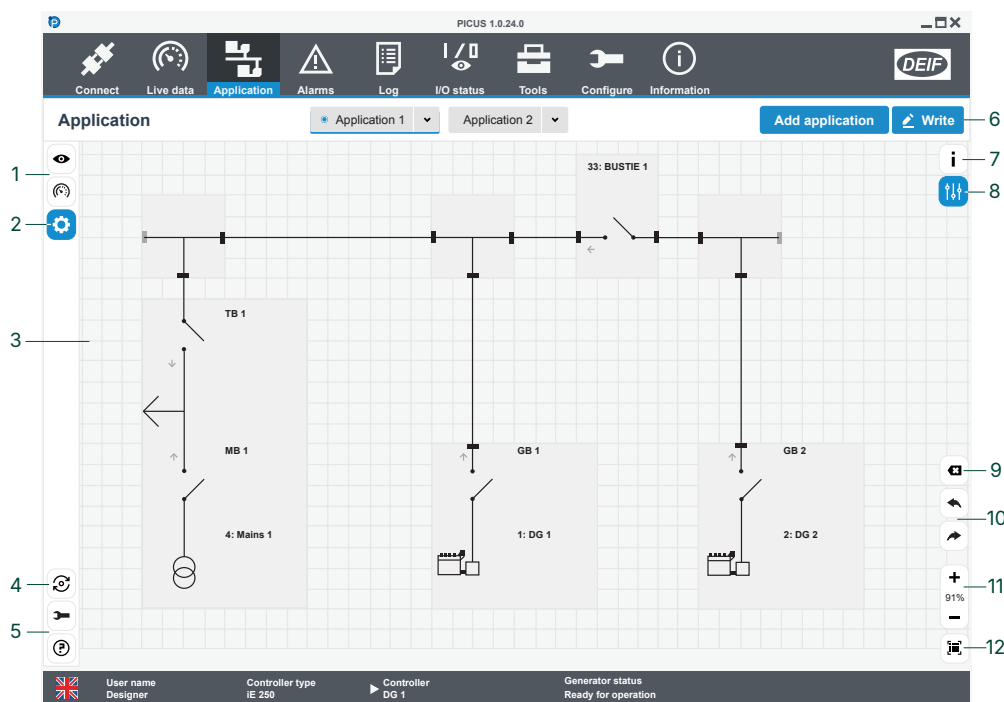 PICUS 1.0.24.0
Connect
Live data
Application
Alarms
Log
I/O status
Tools
Configure
Information
DEIF
Application
Application 1
Application 2
Add application
Write
6
1
7
8
2
33: BUSTIE 1
3
TB 1
MB 1
GB 1
GB 2
9
4: Mains 1
1: DG 1
2: DG 2
10
4
11
91%
5
12
User name
Designer
Controller type
iE 250
Controller
DG 1
Generator status
Ready for operation